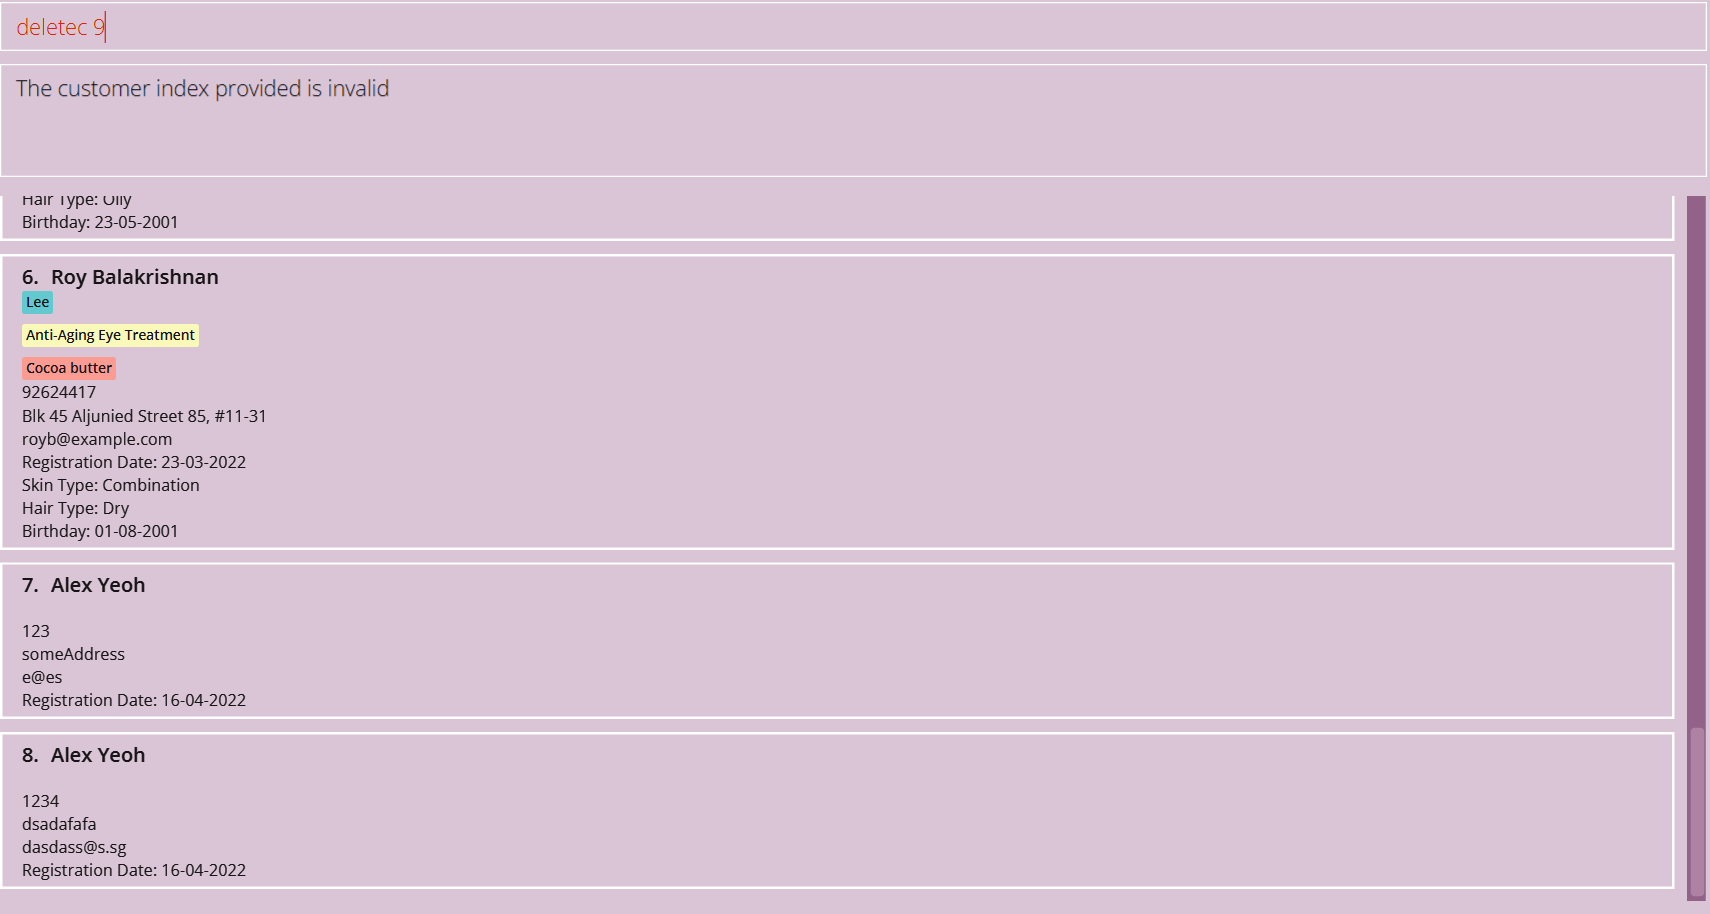 deletec 9
The customer index provided is invalid
Hair Type: Oily
Birthday: 23-05-2001
6. Roy Balakrishnan
Lee
Anti-Aging Eye Treatment
Cocoa butter
92624417
Blk 45 Aljunied Street 85, #11-31
royb@example.com
Registration Date: 23-03-2022
Skin Type: Combination
Hair Type: Dry
Birthday: 01-08-2001
7. Alex Yeoh
123
someAddress
e@es
Registration Date: 16-04-2022
8. Alex Yeoh
1234
dsadafafa
dasdass@s.sg
Registration Date: 16-04-2022